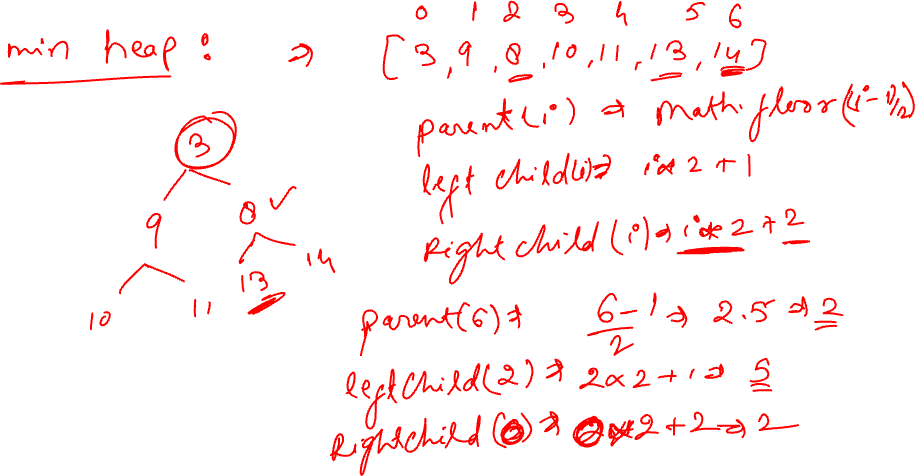 0 1 2 3 4 5 6
min heap : ⇒ [3,9,8,10,11,13,14]
parent(i) ⇒ math.floor(i-1/2)
left child(i)⇒ i*2+1
Right child(i)⇒ i*2+2
3
9 8 ✓
10 11 13 14
parent(6)⇒ 6-1/2 ⇒ 2.5 ⇒ 2
leftchild(2)⇒ 2×2+1⇒ 5
Rightchild(0)⇒ 0*2+2⇒ 2